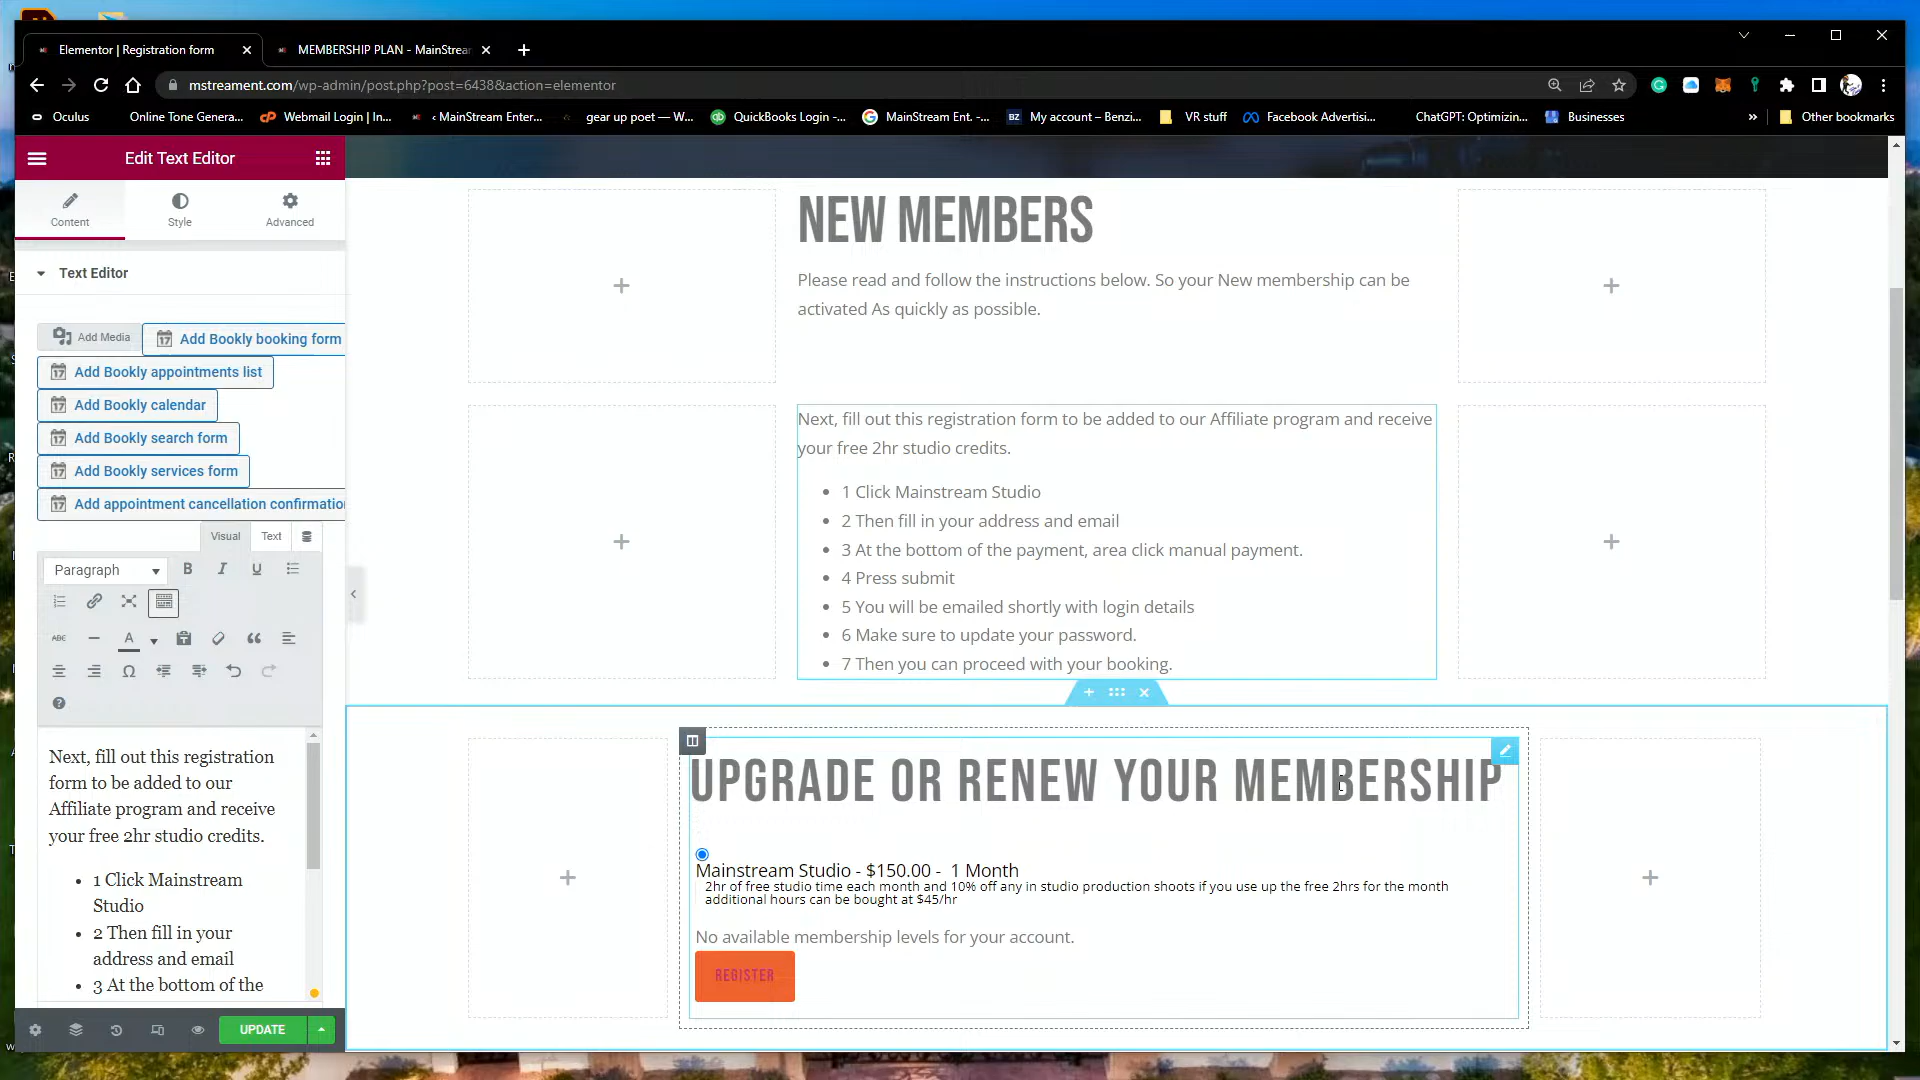 Elementor | Registration form
MEMBERSHIP PLAN - MainStrear
mstreament.com/wp-admin/post.php?post=6438&action=elementor
Oculus
Online Tone Genera...
Webmail Login | In...
‹ MainStream Enter...
gear up poet — W...
QuickBooks Login -...
MainStream Ent. -...
My account – Benzi...
VR stuff
Facebook Advertisi...
ChatGPT: Optimizin...
Businesses
»
Other bookmarks
Edit Text Editor
Content
Style
Advanced
Text Editor
Add Media
Add Bookly booking form
Add Bookly appointments list
Add Bookly calendar
Add Bookly search form
Add Bookly services form
Add appointment cancellation confirmation
Visual
Text
Paragraph
B I U
ABC
A
Next, fill out this registration
form to be added to our
Affiliate program and receive
your free 2hr studio credits.
• 1 Click Mainstream
Studio
• 2 Then fill in your
address and email
• 3 At the bottom of the
UPDATE
NEW MEMBERS
Please read and follow the instructions below. So your New membership can be
activated As quickly as possible.
Next, fill out this registration form to be added to our Affiliate program and receive
your free 2hr studio credits.
• 1 Click Mainstream Studio
• 2 Then fill in your address and email
• 3 At the bottom of the payment, area click manual payment.
• 4 Press submit
• 5 You will be emailed shortly with login details
• 6 Make sure to update your password.
• 7 Then you can proceed with your booking.
UPGRADE OR RENEW YOUR MEMBERSHIP
Mainstream Studio - $150.00 - 1 Month
2hr of free studio time each month and 10% off any in studio production shoots if you use up the free 2hrs for the month
additional hours can be bought at $45/hr
No available membership levels for your account.
REGISTER